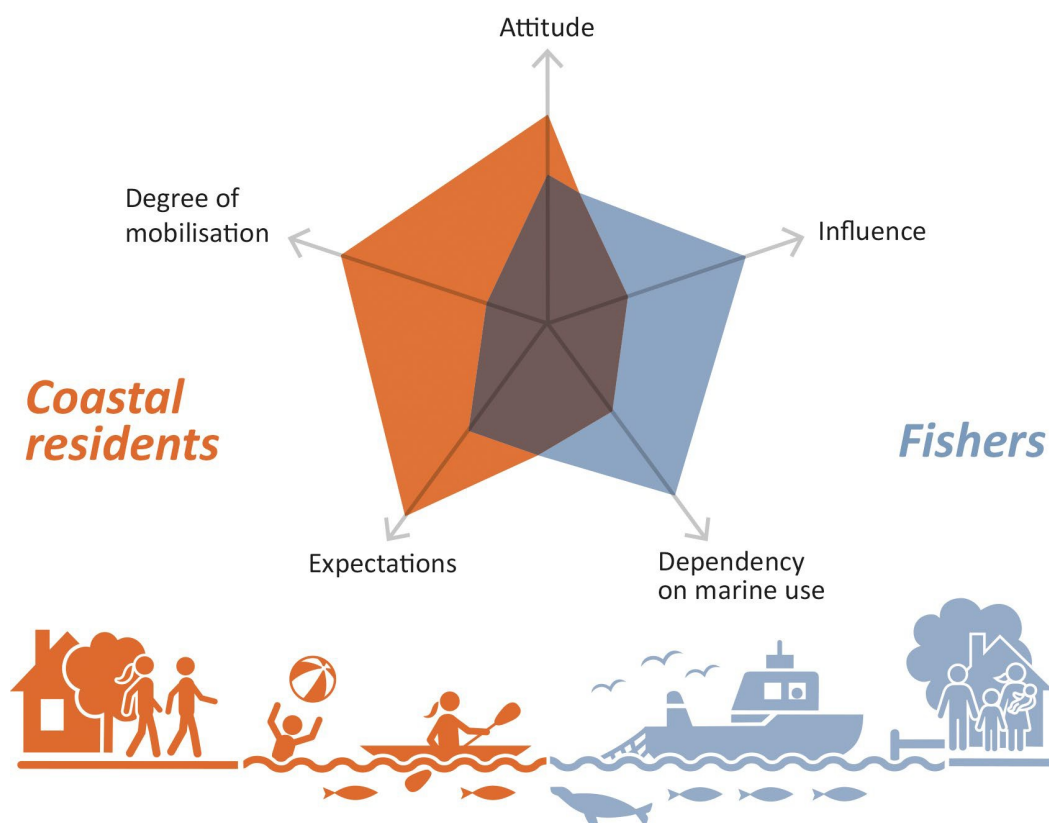 Attitude
Degree of
mobilisation
Influence
Coastal
residents
Fishers
Expectations
Dependency
on marine use